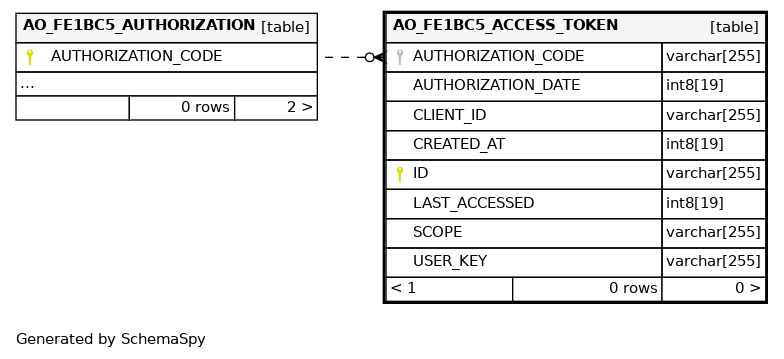 AO_FE1BC5_AUTHORIZATION [table]
AUTHORIZATION_CODE
...
0 rows 2 >
AO_FE1BC5_ACCESS_TOKEN [table]
AUTHORIZATION_CODE varchar[255]
AUTHORIZATION_DATE int8[19]
CLIENT_ID varchar[255]
CREATED_AT int8[19]
ID varchar[255]
LAST_ACCESSED int8[19]
SCOPE varchar[255]
USER_KEY varchar[255]
< 1 0 rows 0 >
Generated by SchemaSpy